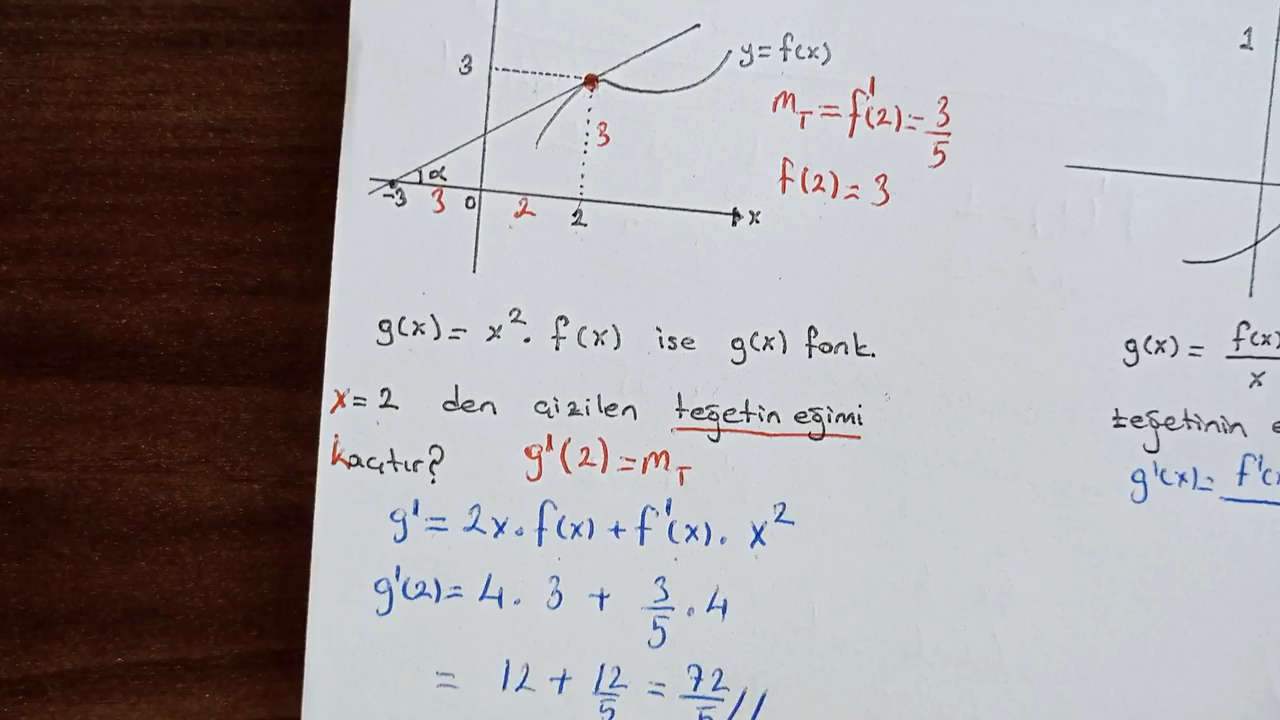 3
y = f(x)
m_T = f'(2) = 3/5
3
f(2) = 3
α
-3 3 0 2 2 x
g(x) = x². f(x) ise g(x) fonk.
x = 2 den çizilen teğetin eğimi
kaçtır? g'(2) = m_T
g' = 2x. f(x) + f'(x). x²
g'(2) = 4. 3 + 3/5 . 4
= 12 + 12/5 = 72/5 //
1
g(x) = f(x)/x
teğetinin e
g'(x) = f'(x